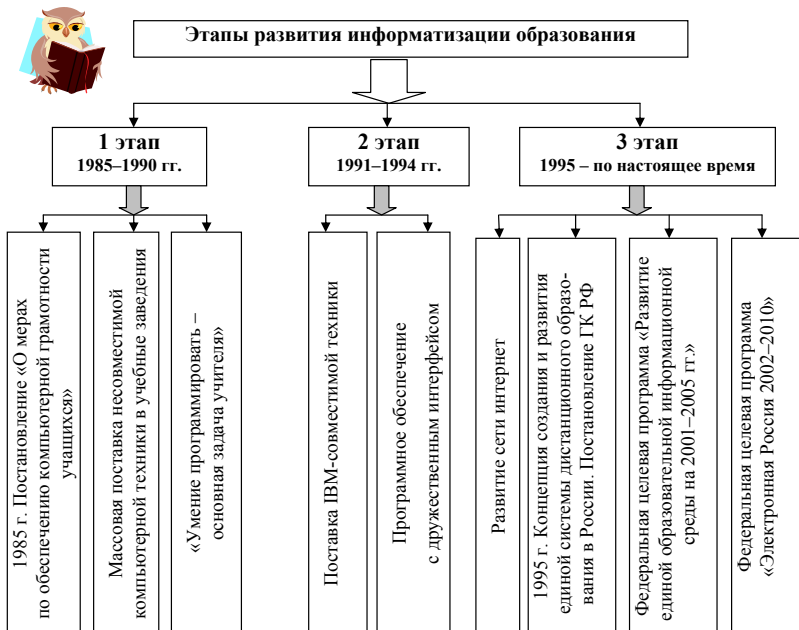 Этапы развития информатизации образования
1 этап
1985–1990 гг.
2 этап
1991–1994 гг.
3 этап
1995 – по настоящее время
1985 г. Постановление «О мерах
по обеспечению компьютерной грамотности
учащихся»
Массовая поставка несовместимой
компьютерной техники в учебные заведения
«Умение программировать –
основная задача учителя»
Поставка IBM-совместимой техники
Программное обеспечение
с дружественным интерфейсом
Развитие сети интернет
1995 г. Концепция создания и развития
единой системы дистанционного образо-
вания в России. Постановление ГК РФ
Федеральная целевая программа «Развитие
единой образовательной информационной
среды на 2001–2005 гг.»
Федеральная целевая программа
«Электронная Россия 2002–2010»